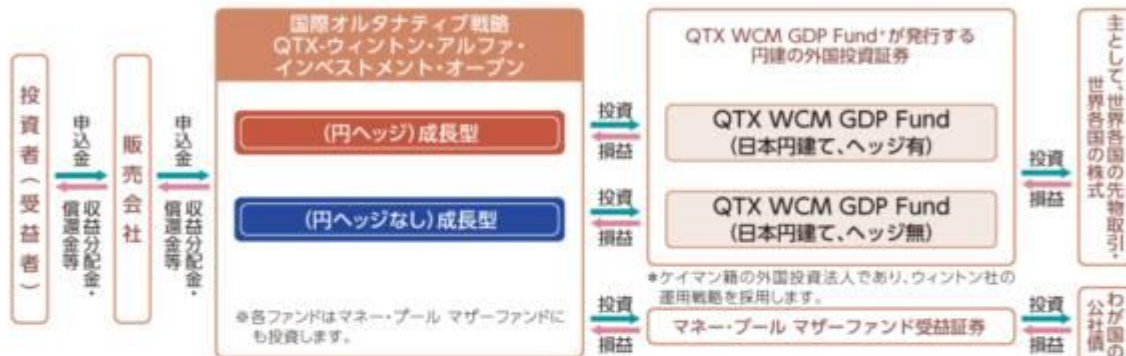 投資者(受益者)
申込金
収益分配金・
償還金等
販売会社
申込金
収益分配金・
償還金等
国際オルタナティブ戦略
QTX-ウィントン・アルファ・
インベストメント・オープン
(円ヘッジ)成長型
(円ヘッジなし)成長型
※各ファンドはマネー・プール マザーファンドに
も投資します。
投資
損益
投資
損益
投資
損益
QTX WCM GDP Fund*が発行する
円建の外国投資証券
QTX WCM GDP Fund
(日本円建て、ヘッジ有)
QTX WCM GDP Fund
(日本円建て、ヘッジ無)
*ケイマン籍の外国投資法人であり、ウィントン社の
運用戦略を採用します。
マネー・プール マザーファンド受益証券
投資
損益
投資
損益
主として、世界各国の先物取引・
世界各国の株式
わが国の
公社債